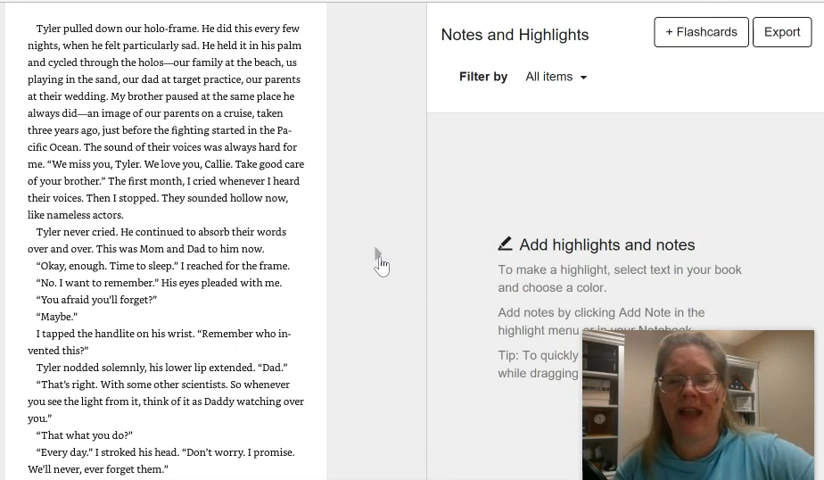 Tyler pulled down our holo-frame. He did this every few
nights, when he felt particularly sad. He held it in his palm
and cycled through the holos—our family at the beach, us
playing in the sand, our dad at target practice, our parents
at their wedding. My brother paused at the same place he
always did—an image of our parents on a cruise, taken
three years ago, just before the fighting started in the Pa-
cific Ocean. The sound of their voices was always hard for
me. “We miss you, Tyler. We love you, Callie. Take good care
of your brother.” The first month, I cried whenever I heard
their voices. Then I stopped. They sounded hollow now,
like nameless actors.
Tyler never cried. He continued to absorb their words
over and over. This was Mom and Dad to him now.
“Okay, enough. Time to sleep.” I reached for the frame.
“No. I want to remember.” His eyes pleaded with me.
“You afraid you'll forget?”
“Maybe.”
I tapped the handlite on his wrist. “Remember who in-
vented this?”
Tyler nodded solemnly, his lower lip extended. “Dad.”
“That's right. With some other scientists. So whenever
you see the light from it, think of it as Daddy watching over
you.”
“That what you do?”
“Every day.” I stroked his head. “Don't worry. I promise.
We'll never, ever forget them.”
Notes and Highlights
+ Flashcards
Export
Filter by All items
Add highlights and notes
To make a highlight, select text in your book
and choose a color.
Add notes by clicking Add Note in the
highlight menu or in your Notebook
Tip: To quickly
while dragging